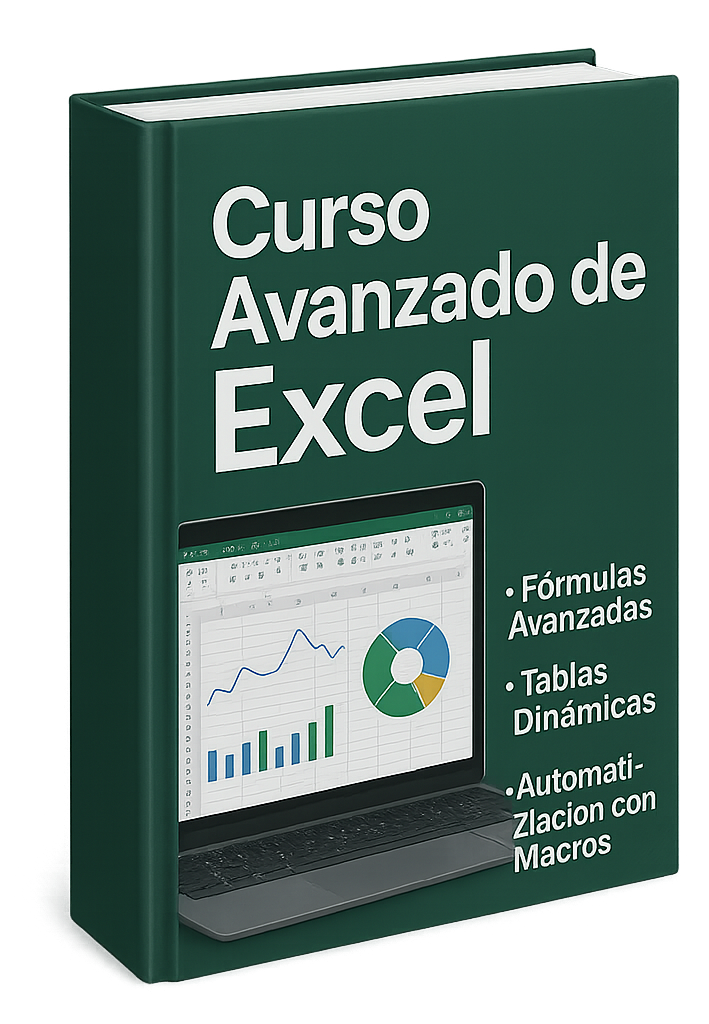 Curso
Avanzado de
Excel
• Fórmulas
Avanzadas
• Tablas
Dinámicas
• Automati-
Zlacion con
Macros